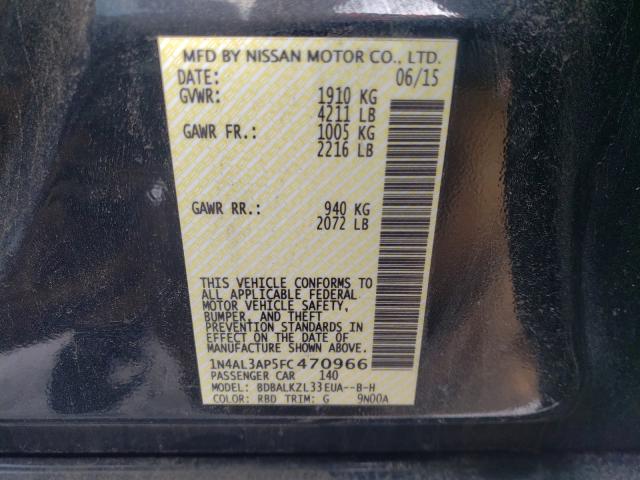 MFD BY NISSAN MOTOR CO., LTD.
DATE: 06/15
GVWR: 1910 KG
4211 LB
GAWR FR.: 1005 KG
2216 LB
GAWR RR.: 940 KG
2072 LB
THIS VEHICLE CONFORMS TO
ALL APPLICABLE FEDERAL
MOTOR VEHICLE SAFETY,
BUMPER, AND THEFT
PREVENTION STANDARDS IN
EFFECT ON THE DATE OF
MANUFACTURE SHOWN ABOVE.
1N4AL3AP5FC470966
PASSENGER CAR 140
MODEL: BDBALKZL33EUA--B-H
COLOR: RBD TRIM: G 9N00A